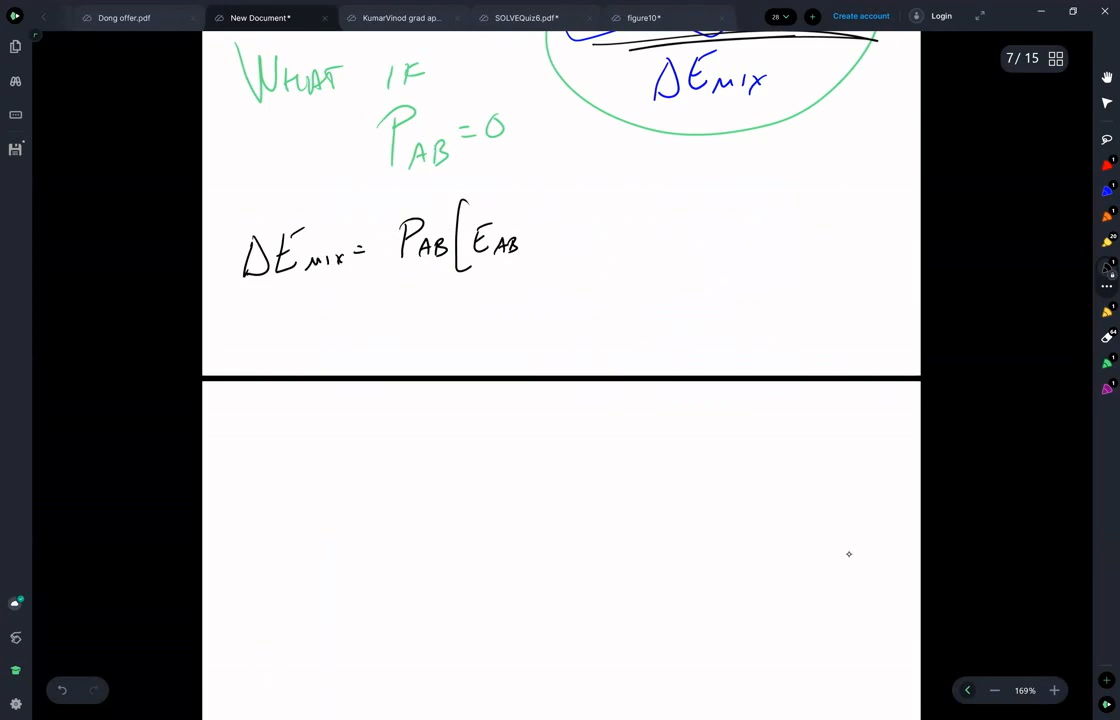 Dong offer.pdf
New Document*
KumarVinod grad ap...
SOLVEQuiz6.pdf*
figure10*
28
Create account
Login
7 / 15
WHAT IF
P_AB = 0
ΔE_MIX
ΔE_MIX = P_AB [ E_AB
169%